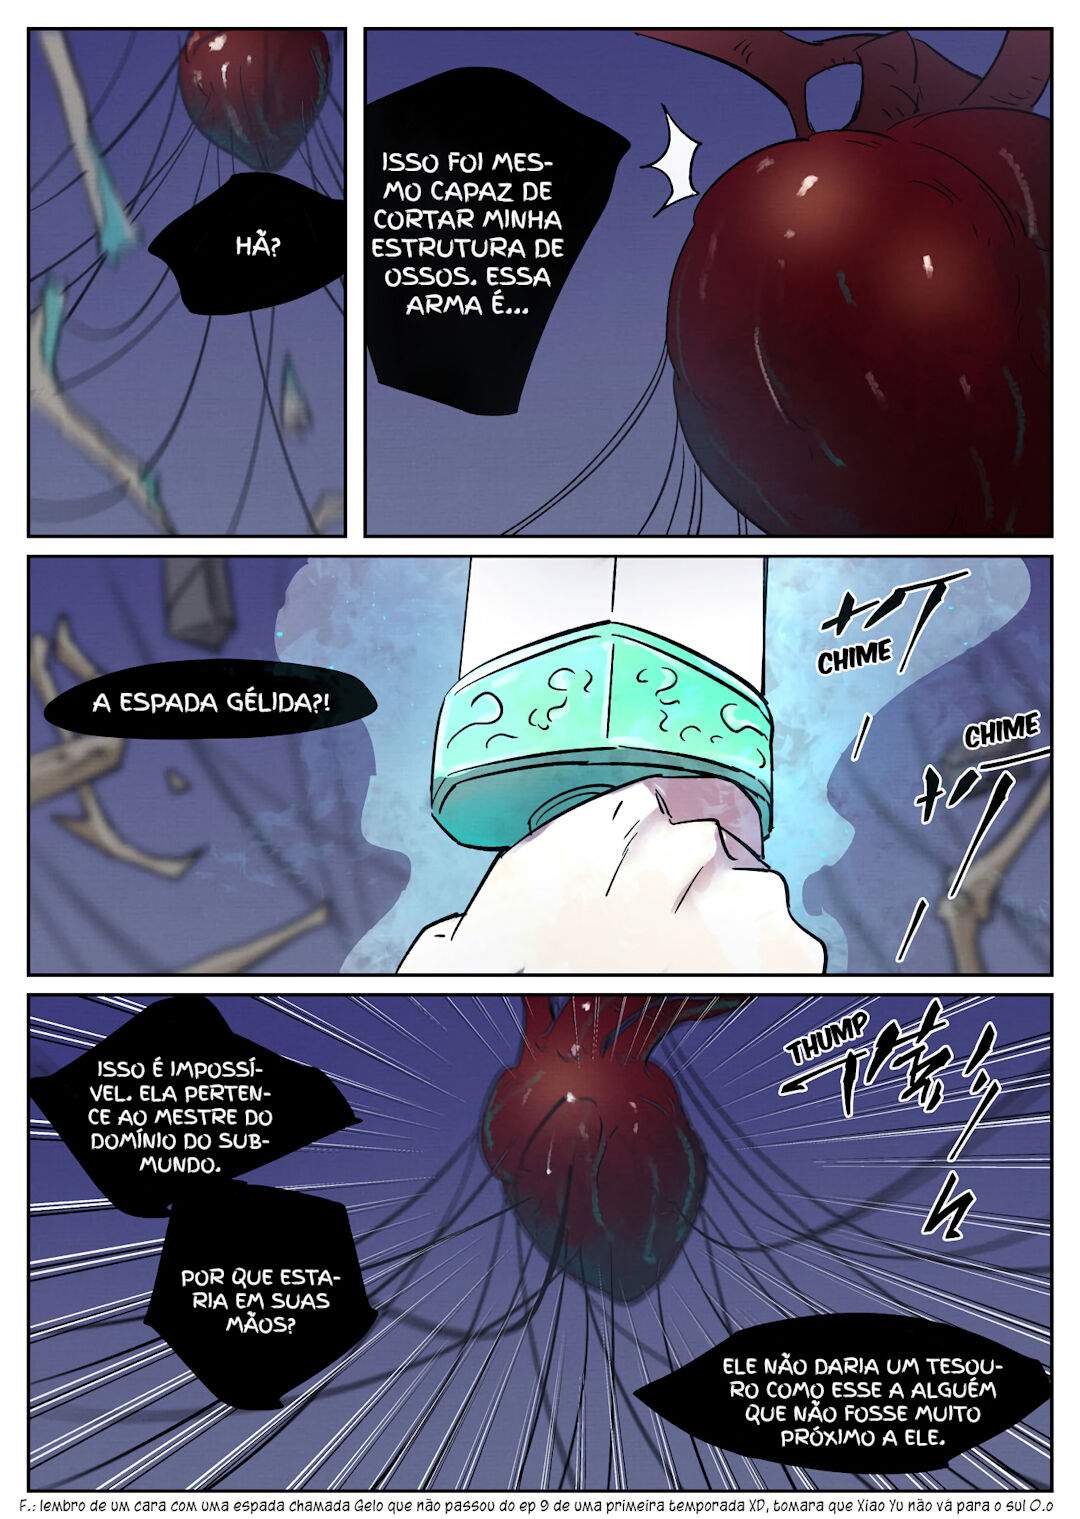 HÃ?
ISSO FOI MES-
MO CAPAZ DE
CORTAR MINHA
ESTRUTURA DE
OSSOS. ESSA
ARMA É...
A ESPADA GÉLIDA?!
CHIME
CHIME
ISSO É IMPOSSÍ-
VEL. ELA PERTEN-
CE AO MESTRE DO
DOMÍNIO DO SUB-
MUNDO.
THUMP
POR QUE ESTA-
RIA EM SUAS
MÃOS?
ELE NÃO DARIA UM TESOU-
RO COMO ESSE A ALGUÉM
QUE NÃO FOSSE MUITO
PRÓXIMO A ELE.
F.: lembro de um cara com uma espada chamada Gelo que não passou do ep 9 de uma primeira temporada XD, tomara que Xiao Yu não vá para o sul O.o